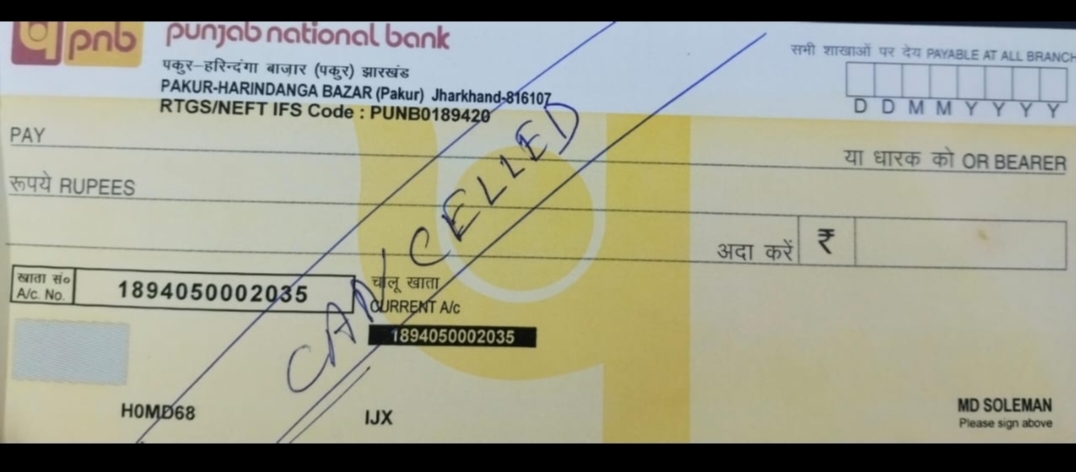 pnb punjab national bank
पकुर-हरिन्दंगा बाजार (पकुर) झारखंड
PAKUR-HARINDANGA BAZAR (Pakur) Jharkhand-816107
RTGS/NEFT IFS Code : PUNB0189420
सभी शाखाओं पर देय PAYABLE AT ALL BRANCH
D D M M Y Y Y Y
PAY
या धारक को OR BEARER
रूपये RUPEES
अदा करें ₹
खाता सं०
A/c. No.
1894050002035
चालू खाता
CURRENT A/c
1894050002035
CANCELLED
H0MD68
IJX
MD SOLEMAN
Please sign above